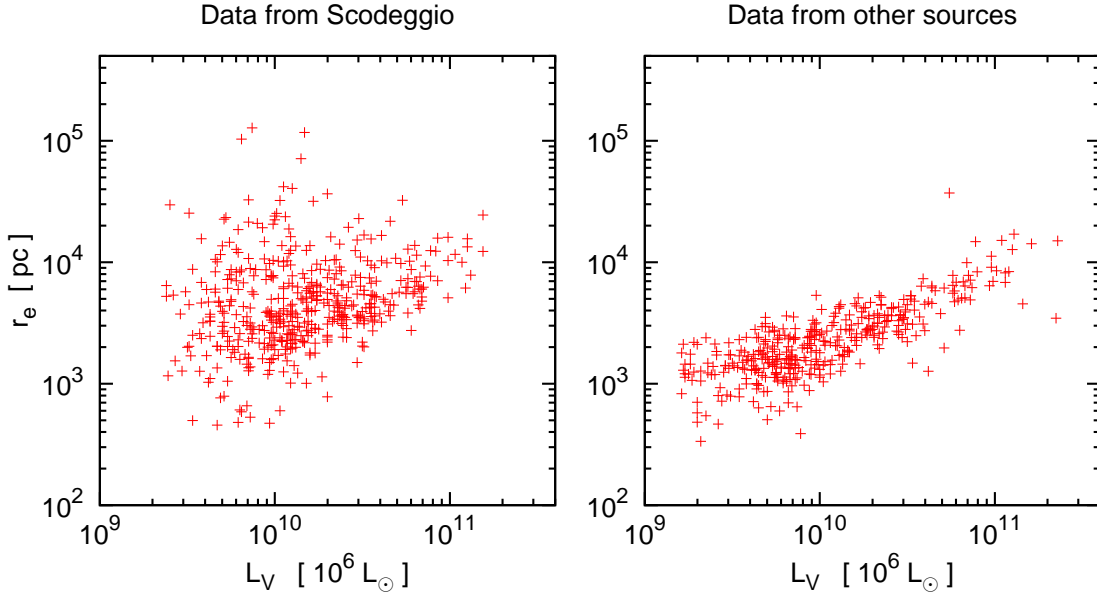 Data from Scodeggio
Data from other sources
r_e [ pc ]
10^5
10^4
10^3
10^2
10^9
10^10
10^11
L_V [ 10^6 L_☉ ]
10^5
10^4
10^3
10^2
10^9
10^10
10^11
L_V [ 10^6 L_☉ ]